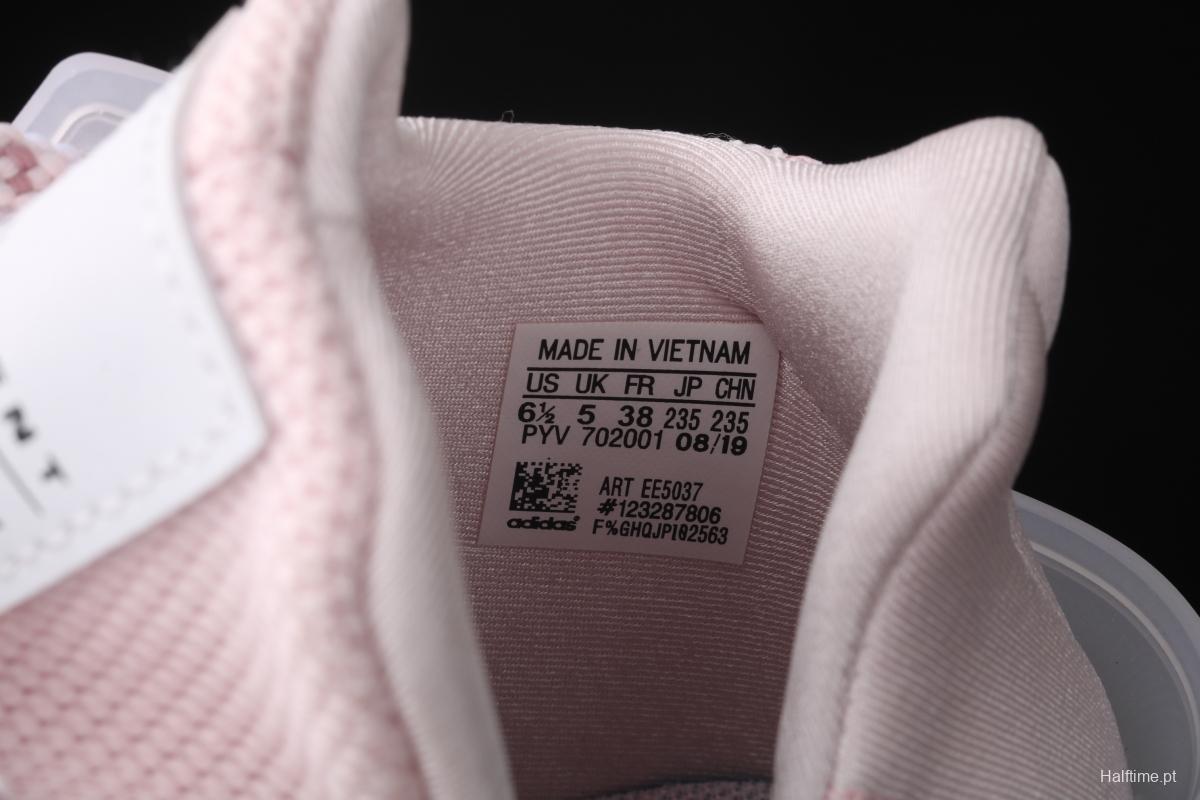 MADE IN VIETNAM
US UK FR JP CHN
6½ 5 38 235 235
PYV 702001 08/19
ART EE5037
#123287806
adidas
F%GHQJP102563
Halftime.pt